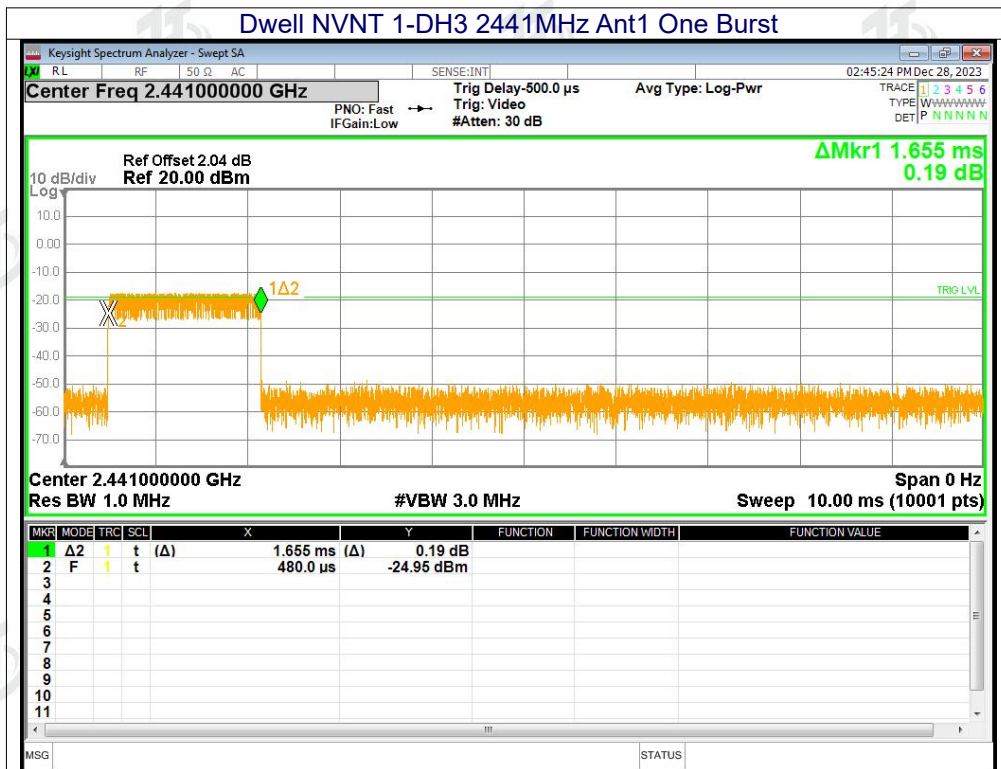 Dwell NVNT 1-DH3 2441MHz Ant1 One Burst
Keysight Spectrum Analyzer - Swept SA
LXI RL RF 50 Ω AC SENSE:INT 02:45:24 PM Dec 28, 2023
Center Freq 2.441000000 GHz Trig Delay-500.0 µs Avg Type: Log-Pwr TRACE 1 2 3 4 5 6
PNO: Fast Trig: Video TYPE WWWWWWW
IFGain:Low #Atten: 30 dB DET P N N N N N
ΔMkr1 1.655 ms
0.19 dB
Ref Offset 2.04 dB
10 dB/div Ref 20.00 dBm
Log
10.0
0.00
-10.0
1Δ2
TRIG LVL
-20.0
2
-30.0
-40.0
-50.0
-60.0
-70.0
Center 2.441000000 GHz Span 0 Hz
Res BW 1.0 MHz #VBW 3.0 MHz Sweep 10.00 ms (10001 pts)
MKR MODE TRC SCL X Y FUNCTION FUNCTION WIDTH FUNCTION VALUE
1 Δ2 1 t (Δ) 1.655 ms (Δ) 0.19 dB
2 F 1 t 480.0 µs -24.95 dBm
3
4
5
6
7
8
9
10
11
MSG STATUS